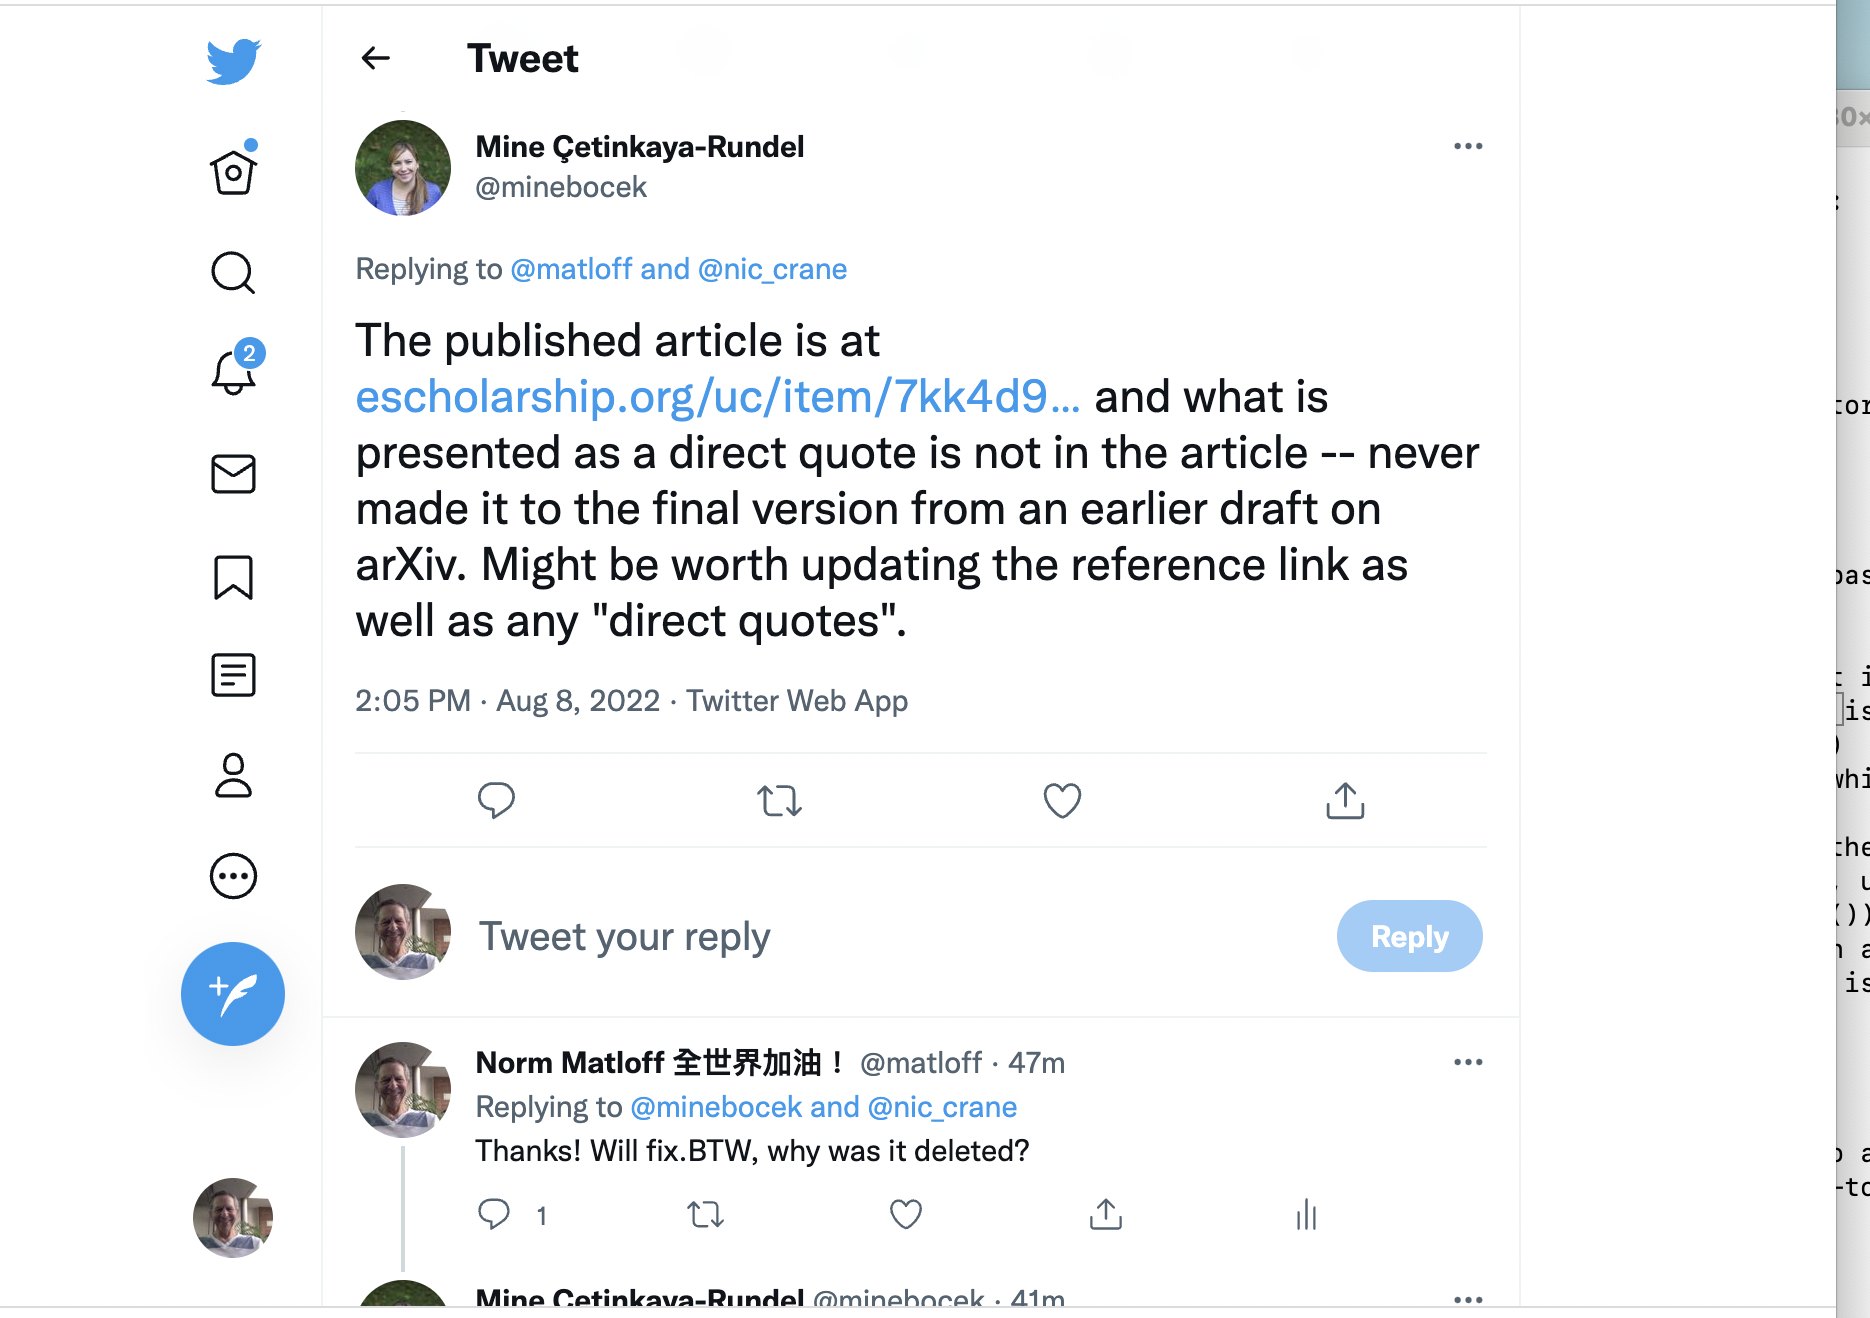 Tweet
Mine Çetinkaya-Rundel
@minebocek
Replying to @matloff and @nic_crane
The published article is at
escholarship.org/uc/item/7kk4d9... and what is
presented as a direct quote is not in the article -- never
made it to the final version from an earlier draft on
arXiv. Might be worth updating the reference link as
well as any "direct quotes".
2:05 PM · Aug 8, 2022 · Twitter Web App
2
Tweet your reply
Reply
Norm Matloff 全世界加油！ @matloff · 47m
Replying to @minebocek and @nic_crane
Thanks! Will fix.BTW, why was it deleted?
1
Mine Çetinkaya-Rundel @minebocek · 41m